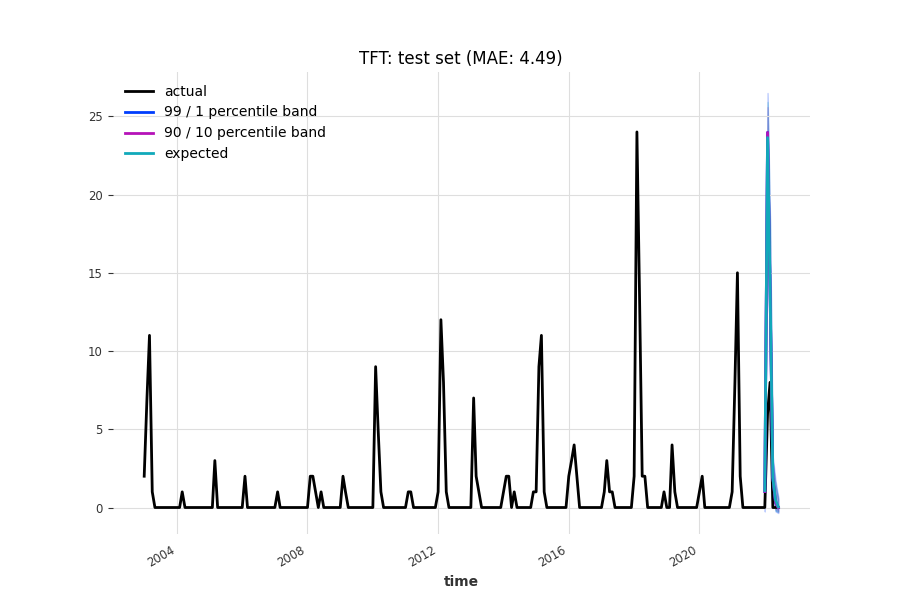 TFT: test set (MAE: 4.49)
actual
99 / 1 percentile band
90 / 10 percentile band
expected
25
20
15
10
5
0
2004
2008
2012
2016
2020
time